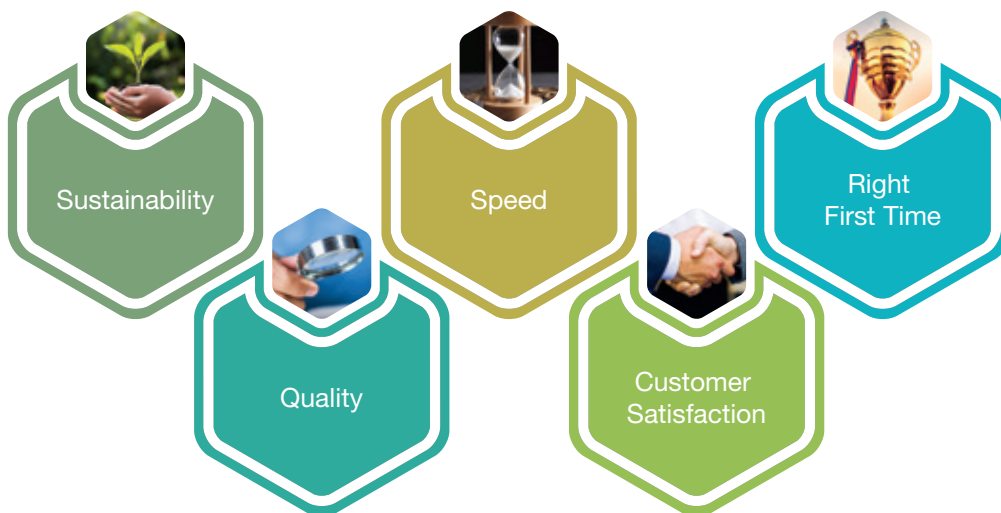 Sustainability
Speed
Right
First Time
Quality
Customer
Satisfaction